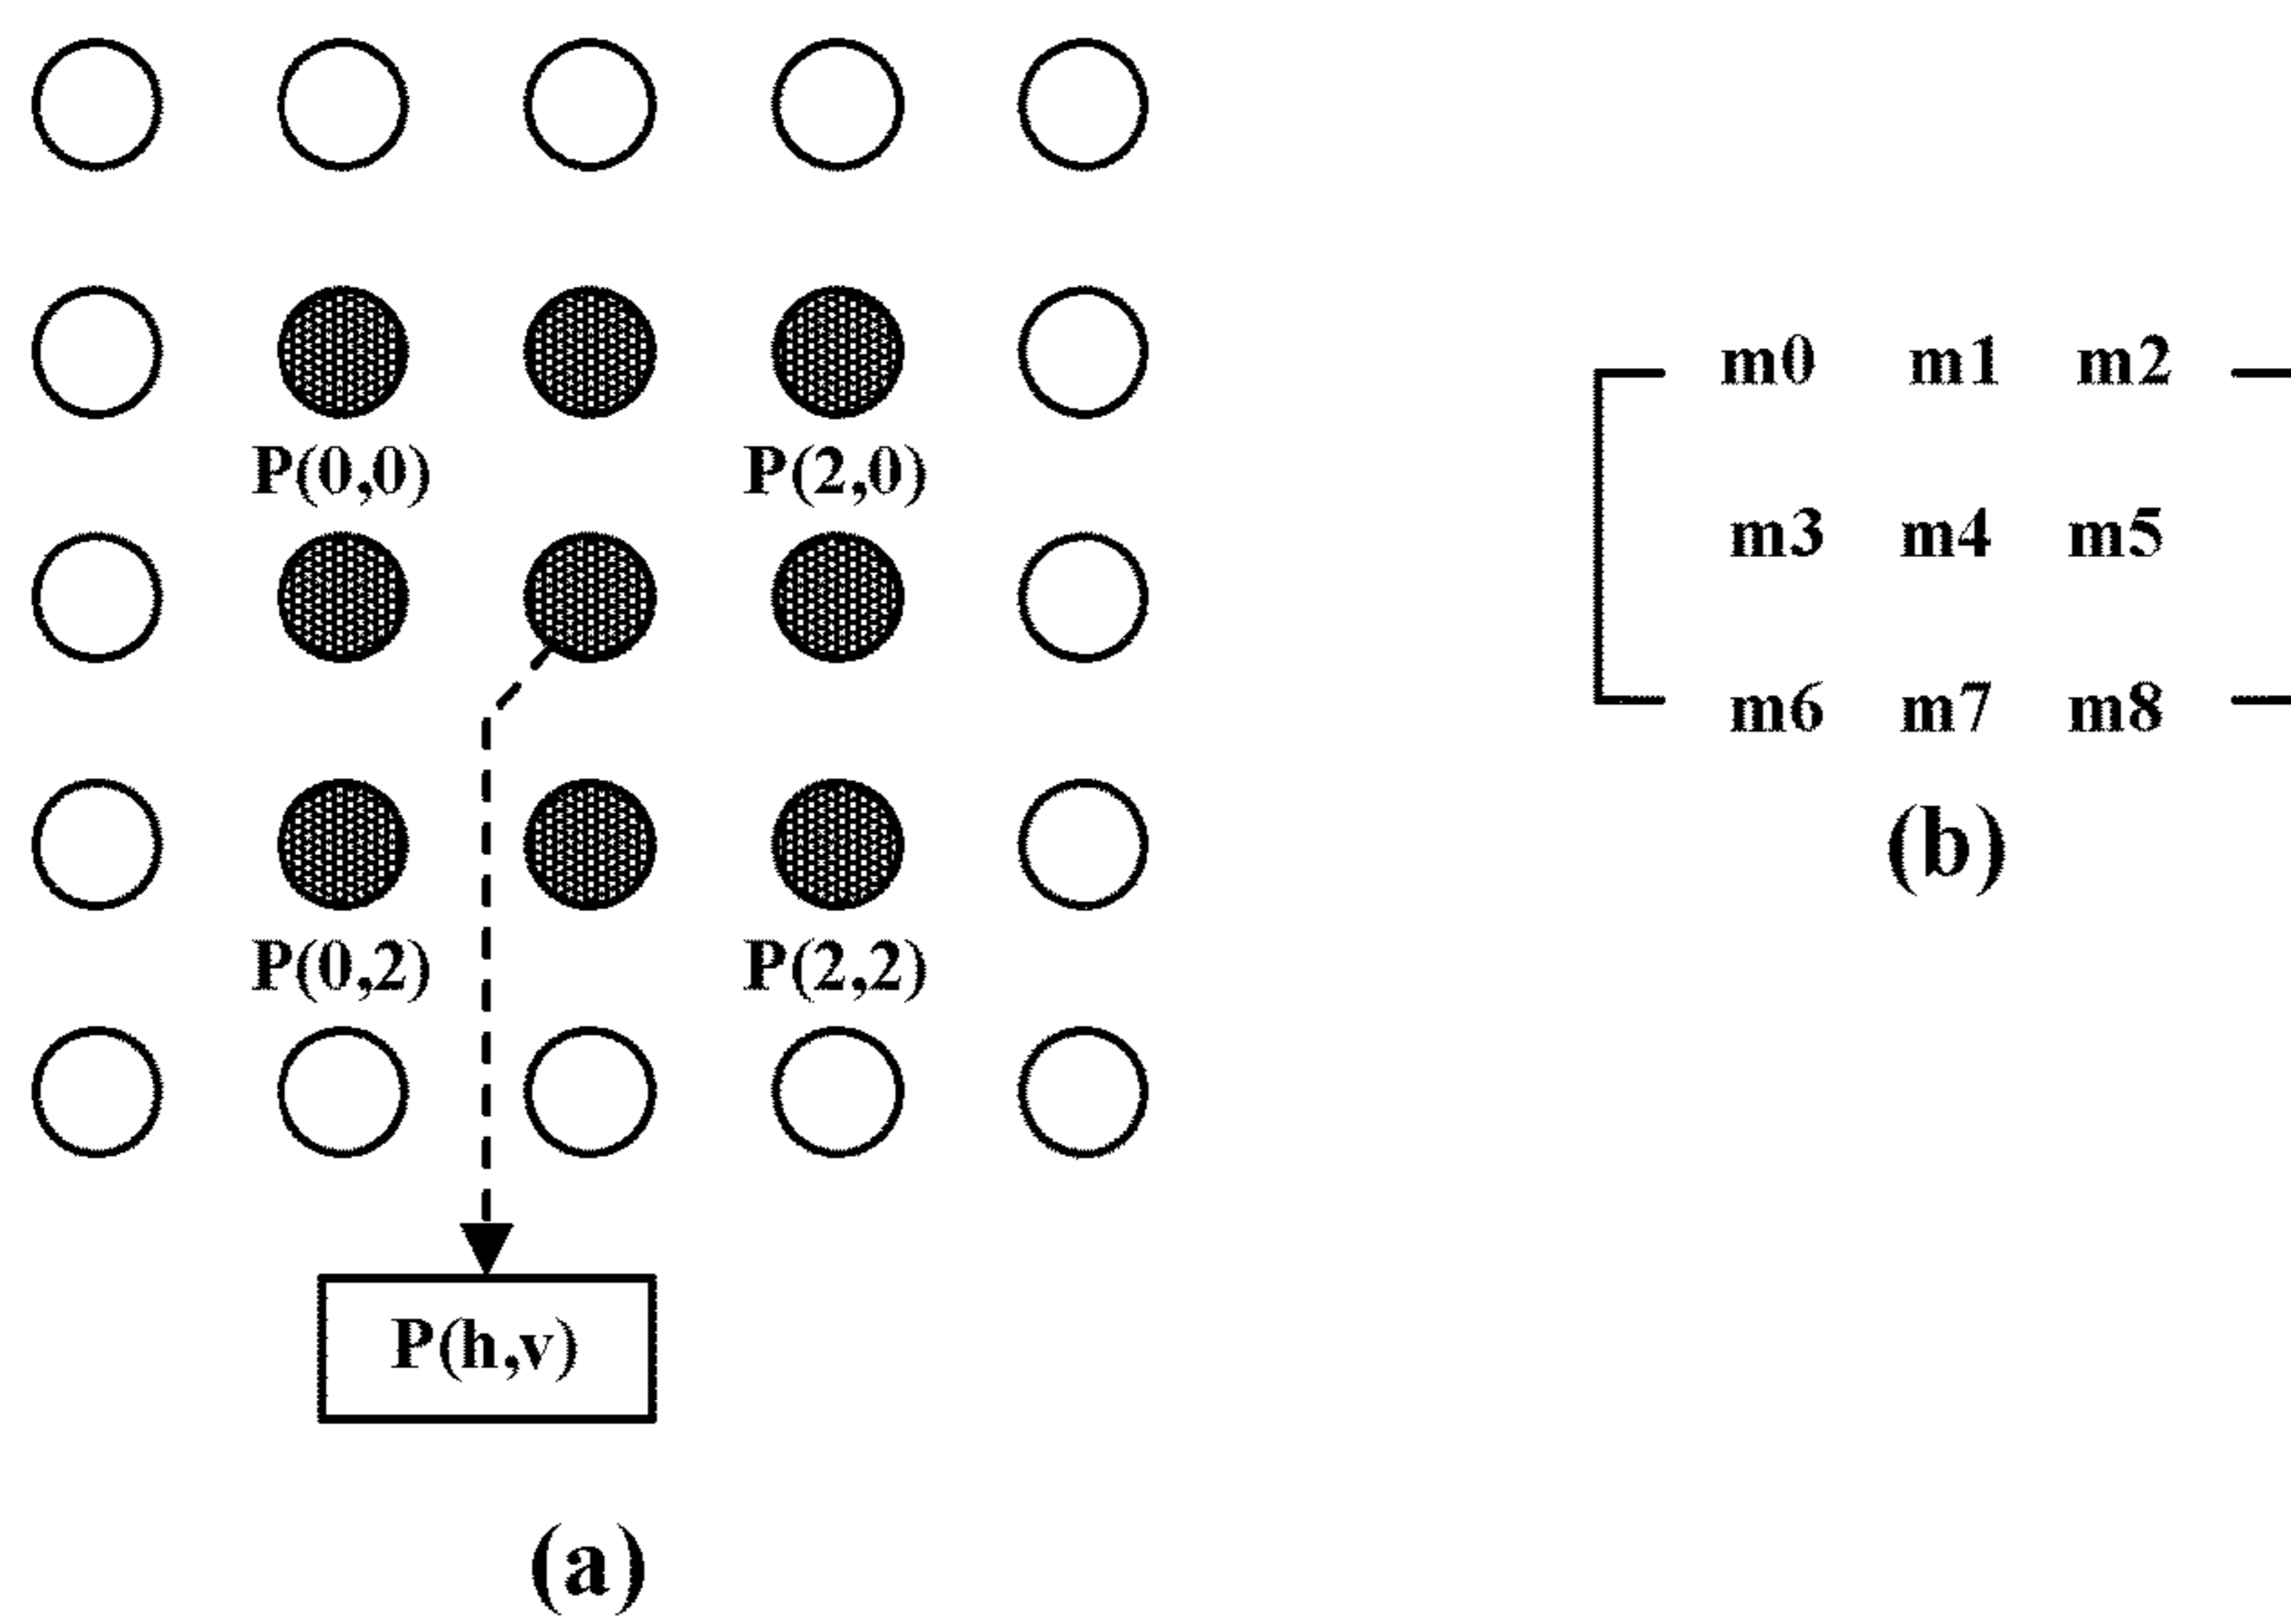 P(0,0) P(2,0)
P(0,2) P(2,2)
P(h,v)
(a)
m0 m1 m2
m3 m4 m5
m6 m7 m8
(b)